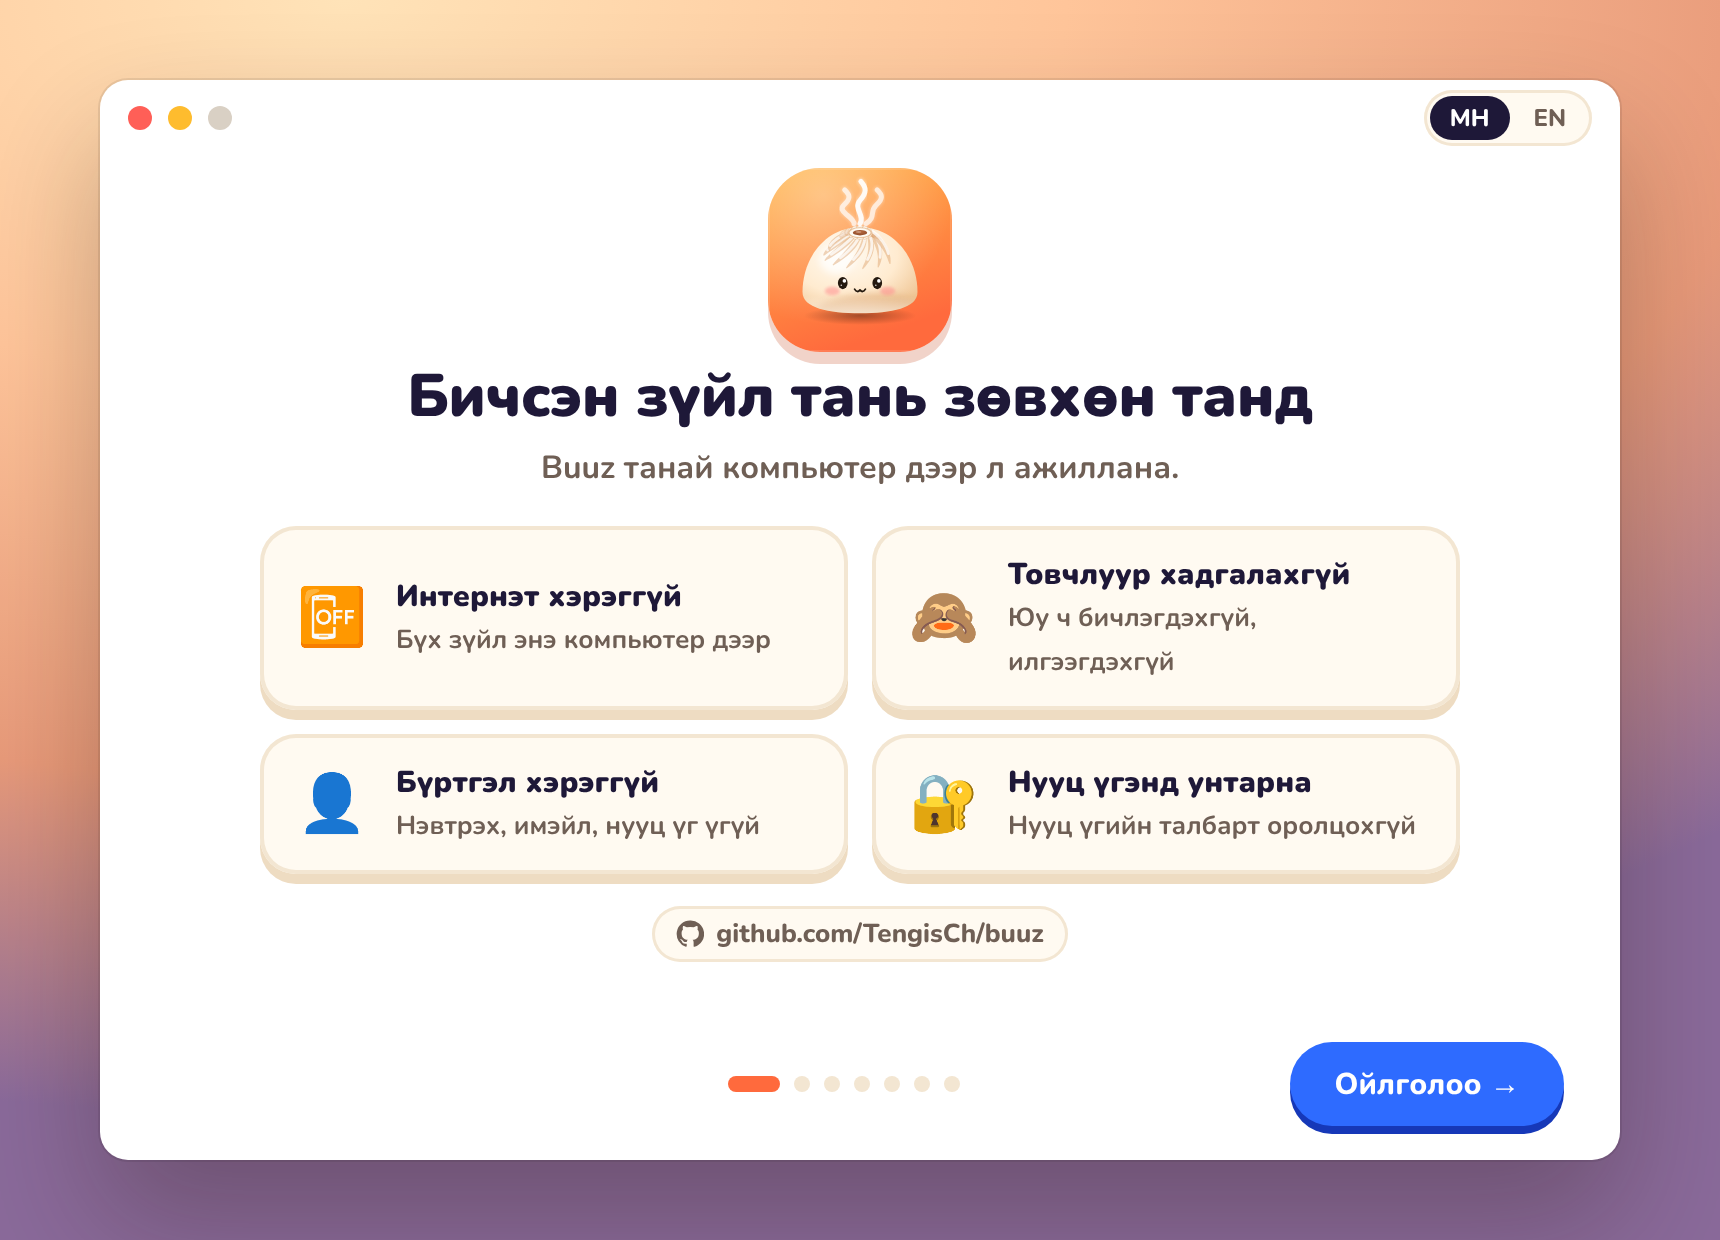 МН EN
Бичсэн зүйл тань зөвхөн танд
Buuz танай компьютер дээр л ажиллана.
OFF
Интернэт хэрэггүй
Бүх зүйл энэ компьютер дээр
Товчлуур хадгалахгүй
Юу ч бичлэгдэхгүй,
илгээгдэхгүй
Бүртгэл хэрэггүй
Нэвтрэх, имэйл, нууц үг үгүй
Нууц үгэнд унтарна
Нууц үгийн талбарт оролцохгүй
github.com/TengisCh/buuz
Ойлголоо →